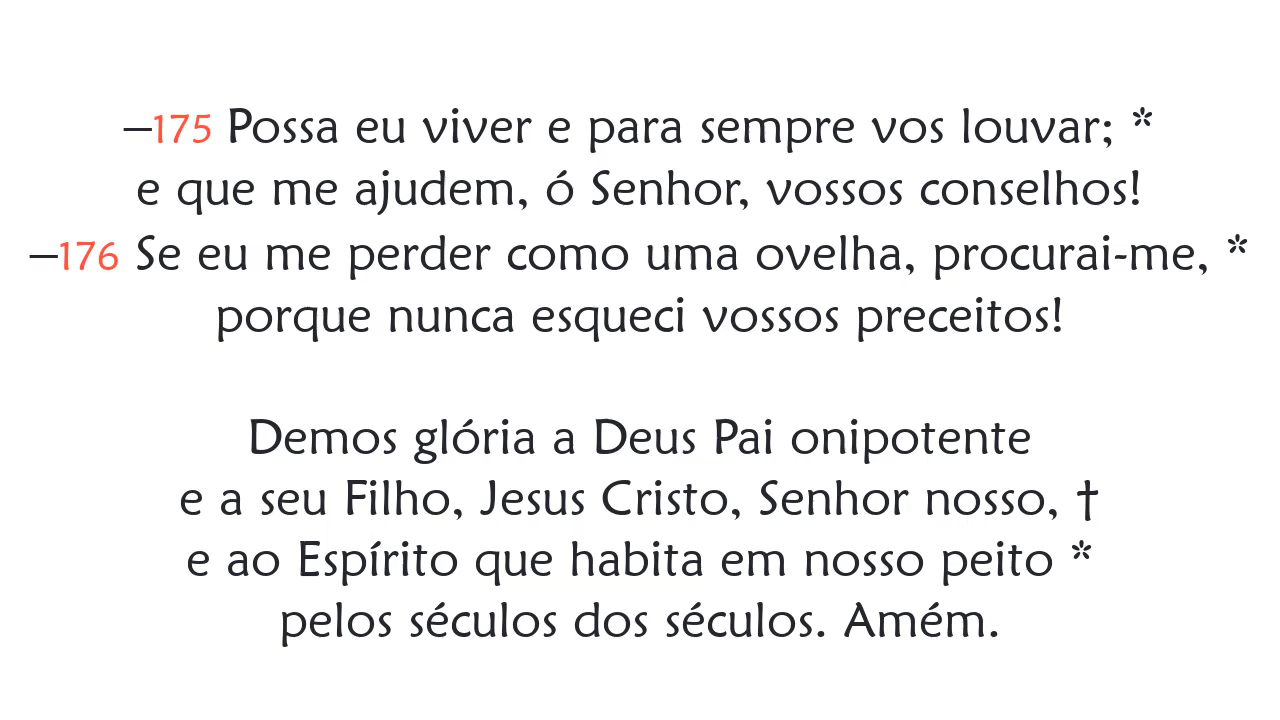 –175 Possa eu viver e para sempre vos louvar; *
e que me ajudem, ó Senhor, vossos conselhos!
–176 Se eu me perder como uma ovelha, procurai-me, *
porque nunca esqueci vossos preceitos!
Demos glória a Deus Pai onipotente
e a seu Filho, Jesus Cristo, Senhor nosso, †
e ao Espírito que habita em nosso peito *
pelos séculos dos séculos. Amém.